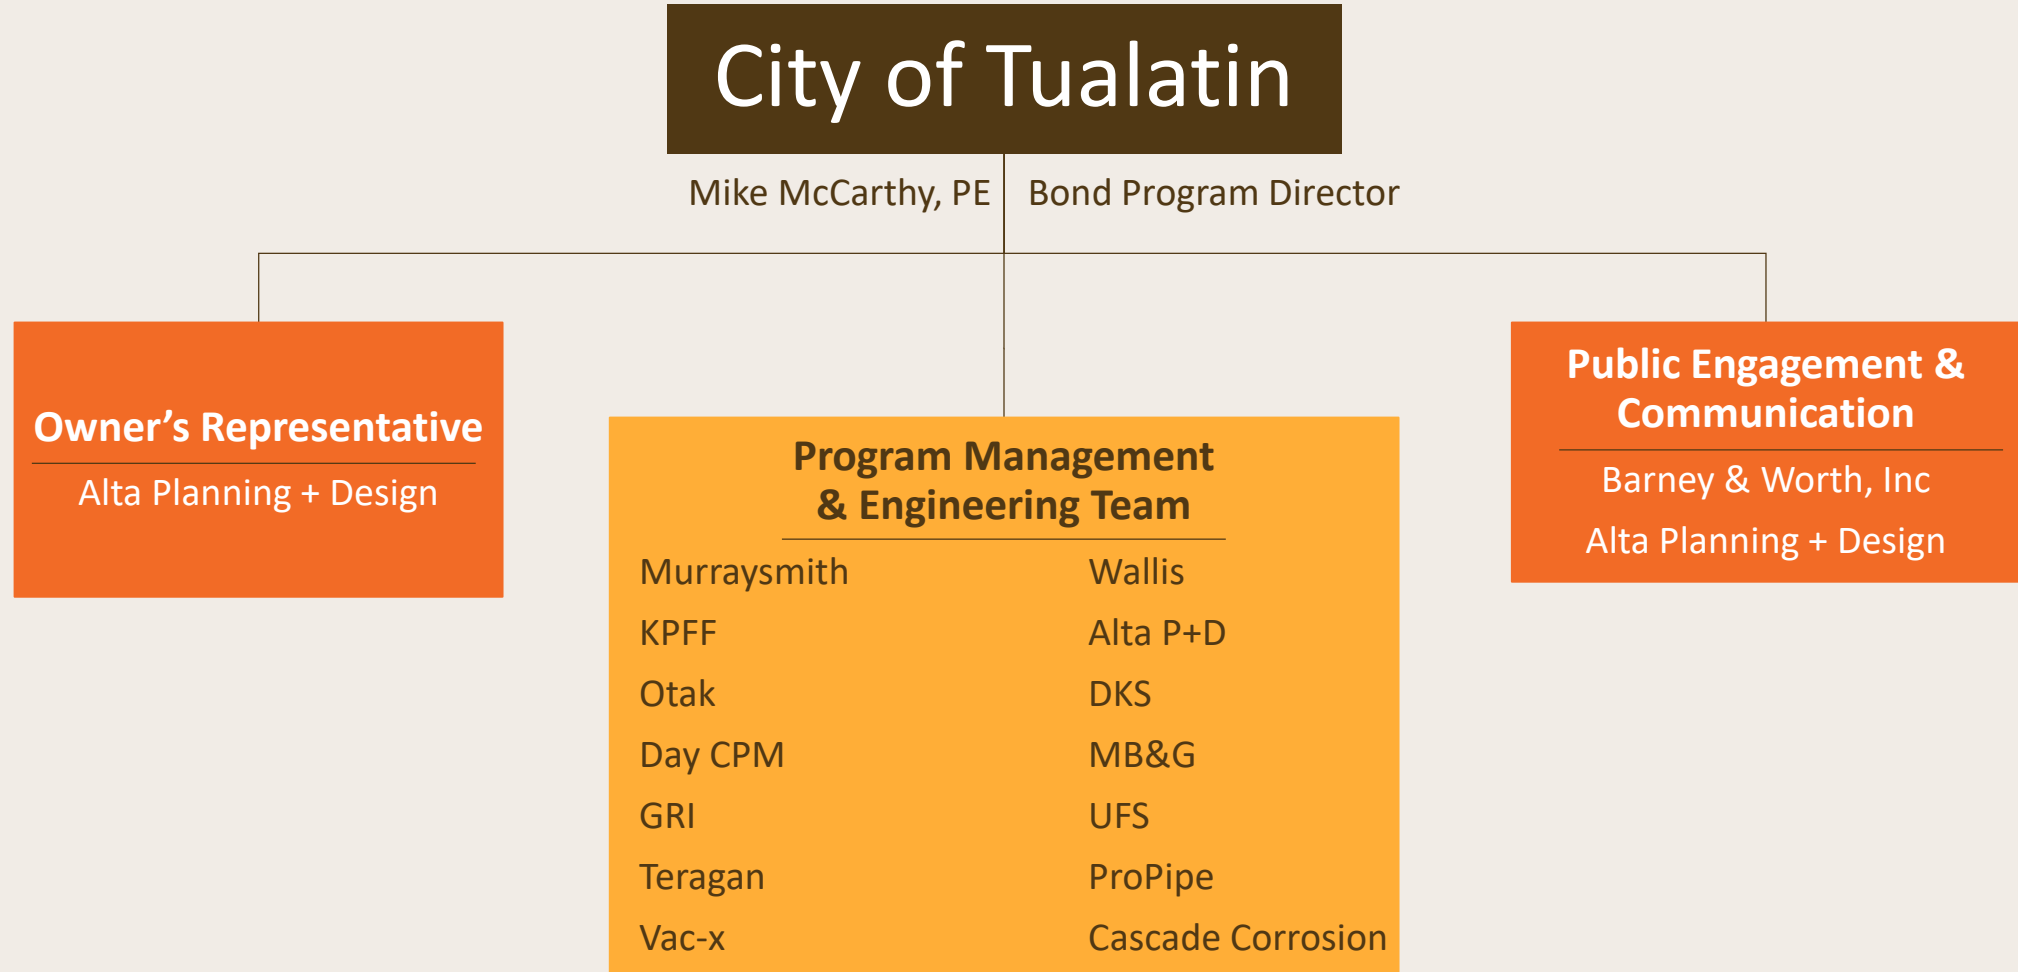 City of Tualatin
Mike McCarthy, PE
Bond Program Director
Owner’s Representative
Alta Planning + Design
Program Management
& Engineering Team
Murraysmith
KPFF
Otak
Day CPM
GRI
Teragan
Vac-x
Wallis
Alta P+D
DKS
MB&G
UFS
ProPipe
Cascade Corrosion
Public Engagement &
Communication
Barney & Worth, Inc
Alta Planning + Design